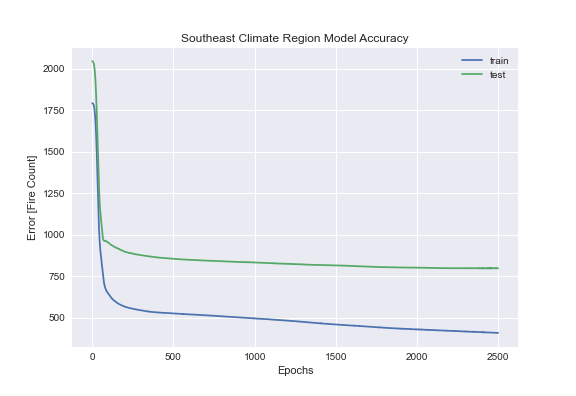 Southeast Climate Region Model Accuracy
train
test
2000
1750
1500
1250
1000
750
500
Error [Fire Count]
0
500
1000
1500
2000
2500
Epochs